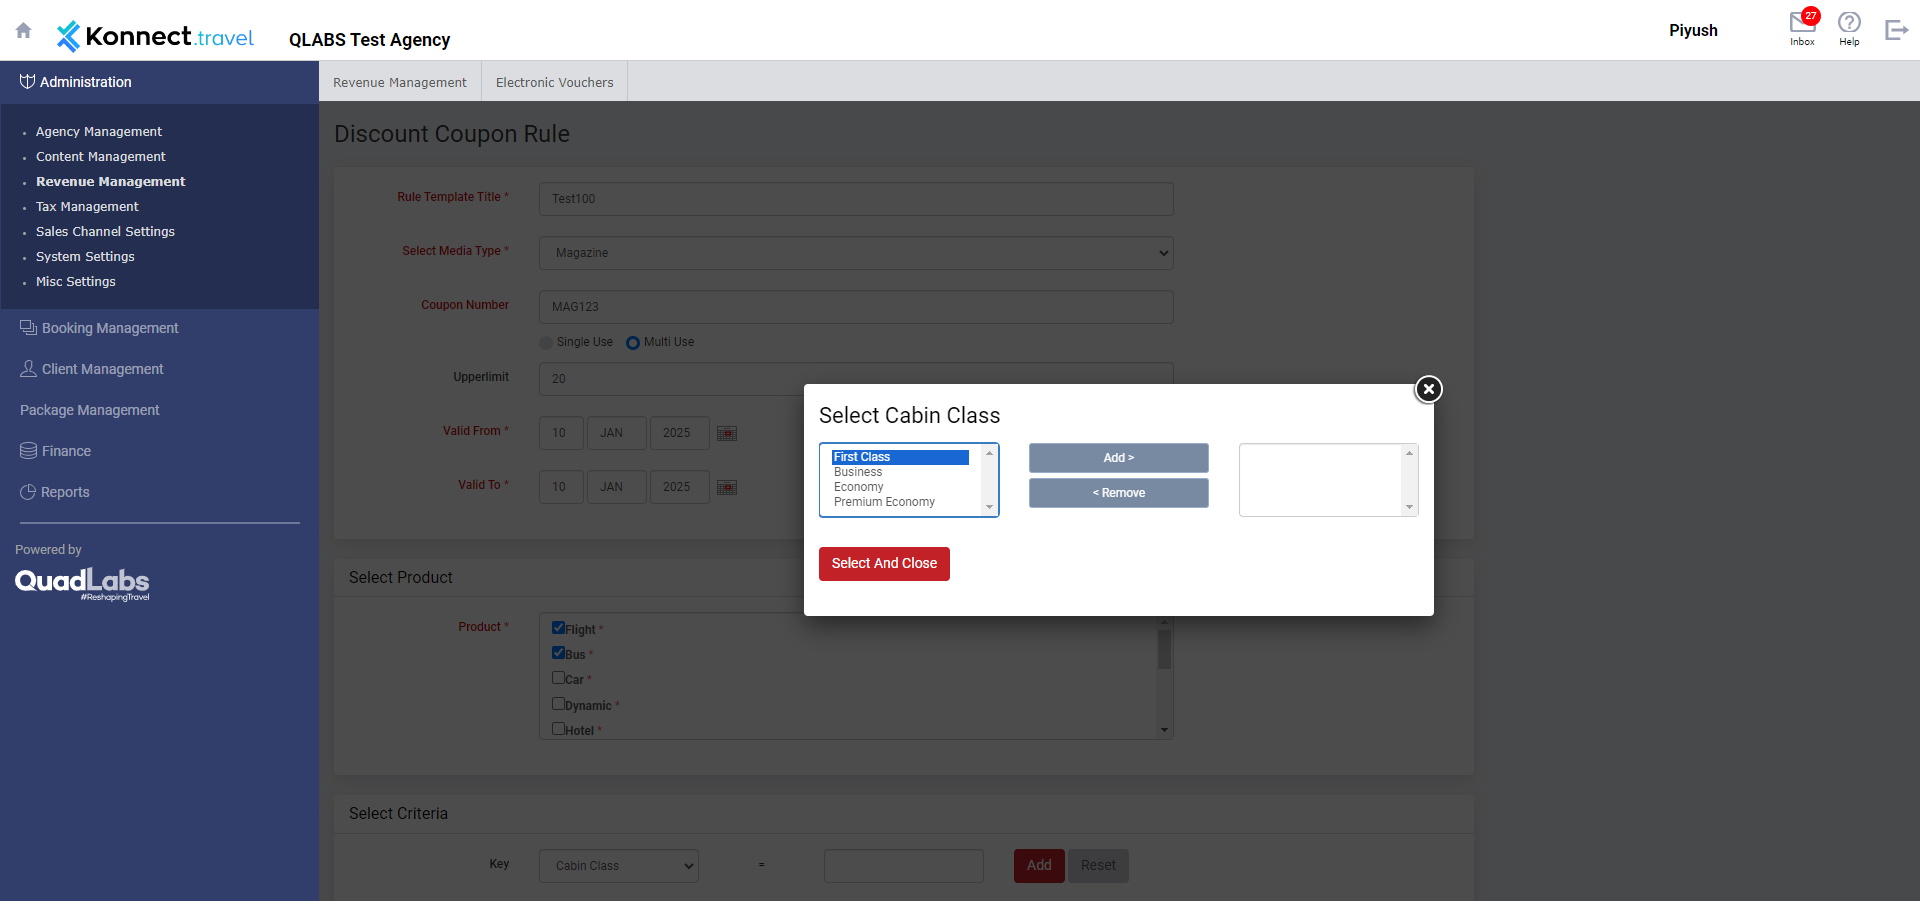 Konnect.travel
QLABS Test Agency
Piyush
27
Inbox
Help
Administration
Agency Management
Content Management
Revenue Management
Tax Management
Sales Channel Settings
System Settings
Misc Settings
Booking Management
Client Management
Package Management
Finance
Reports
Powered by
QuadLabs
#ReshapingTravel
Revenue Management
Electronic Vouchers
Discount Coupon Rule
Rule Template Title *
Test100
Select Media Type *
Magazine
Coupon Number
MAG123
Single Use
Multi Use
Upperlimit
20
Valid From *
10 JAN 2025
Valid To *
10 JAN 2025
Select Cabin Class
First Class
Business
Economy
Premium Economy
Add >
< Remove
Select And Close
Select Product
Product *
Flight *
Bus *
Car *
Dynamic *
Hotel *
Select Criteria
Key
Cabin Class
=
Add
Reset